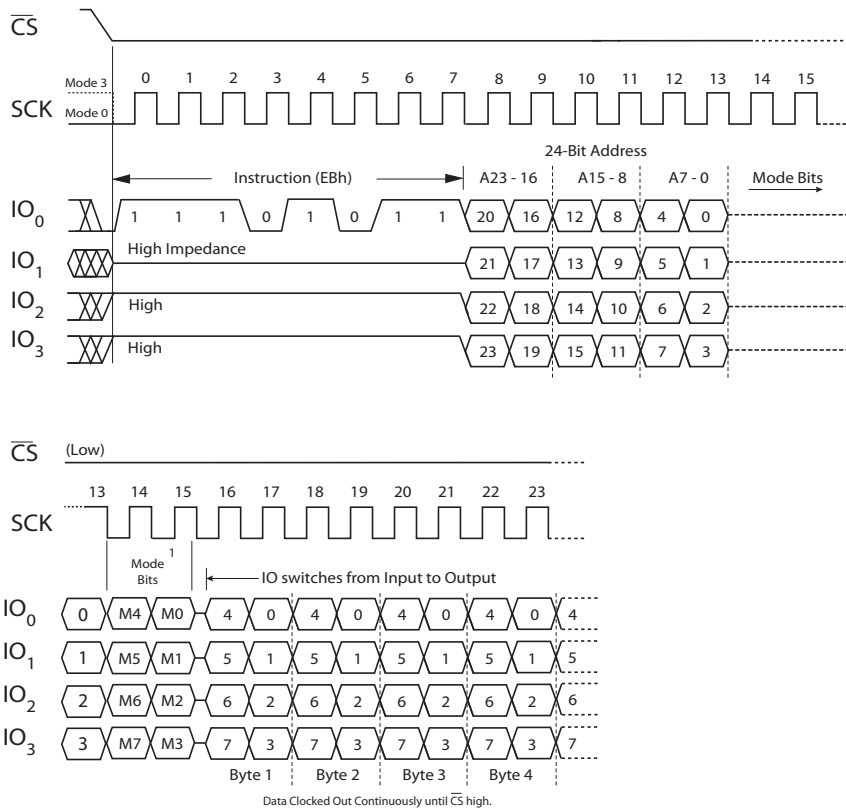 CS
Mode 3
0 1 2 3 4 5 6 7 8 9 10 11 12 13 14 15
SCK
Mode 0
24-Bit Address
Instruction (EBh) A23 - 16 A15 - 8 A7 - 0 Mode Bits
IO0 1 1 1 0 1 0 1 1 20 16 12 8 4 0
High Impedance
IO1 21 17 13 9 5 1
IO2 High 22 18 14 10 6 2
IO3 High 23 19 15 11 7 3
CS (Low)
13 14 15 16 17 18 19 20 21 22 23
SCK
Mode Bits 1
IO switches from Input to Output
IO0 0 M4 M0 4 0 4 0 4 0 4 0 4
IO1 1 M5 M1 5 1 5 1 5 1 5 1 5
IO2 2 M6 M2 6 2 6 2 6 2 6 2 6
IO3 3 M7 M3 7 3 7 3 7 3 7 3 7
Byte 1 Byte 2 Byte 3 Byte 4
Data Clocked Out Continuously until CS high.